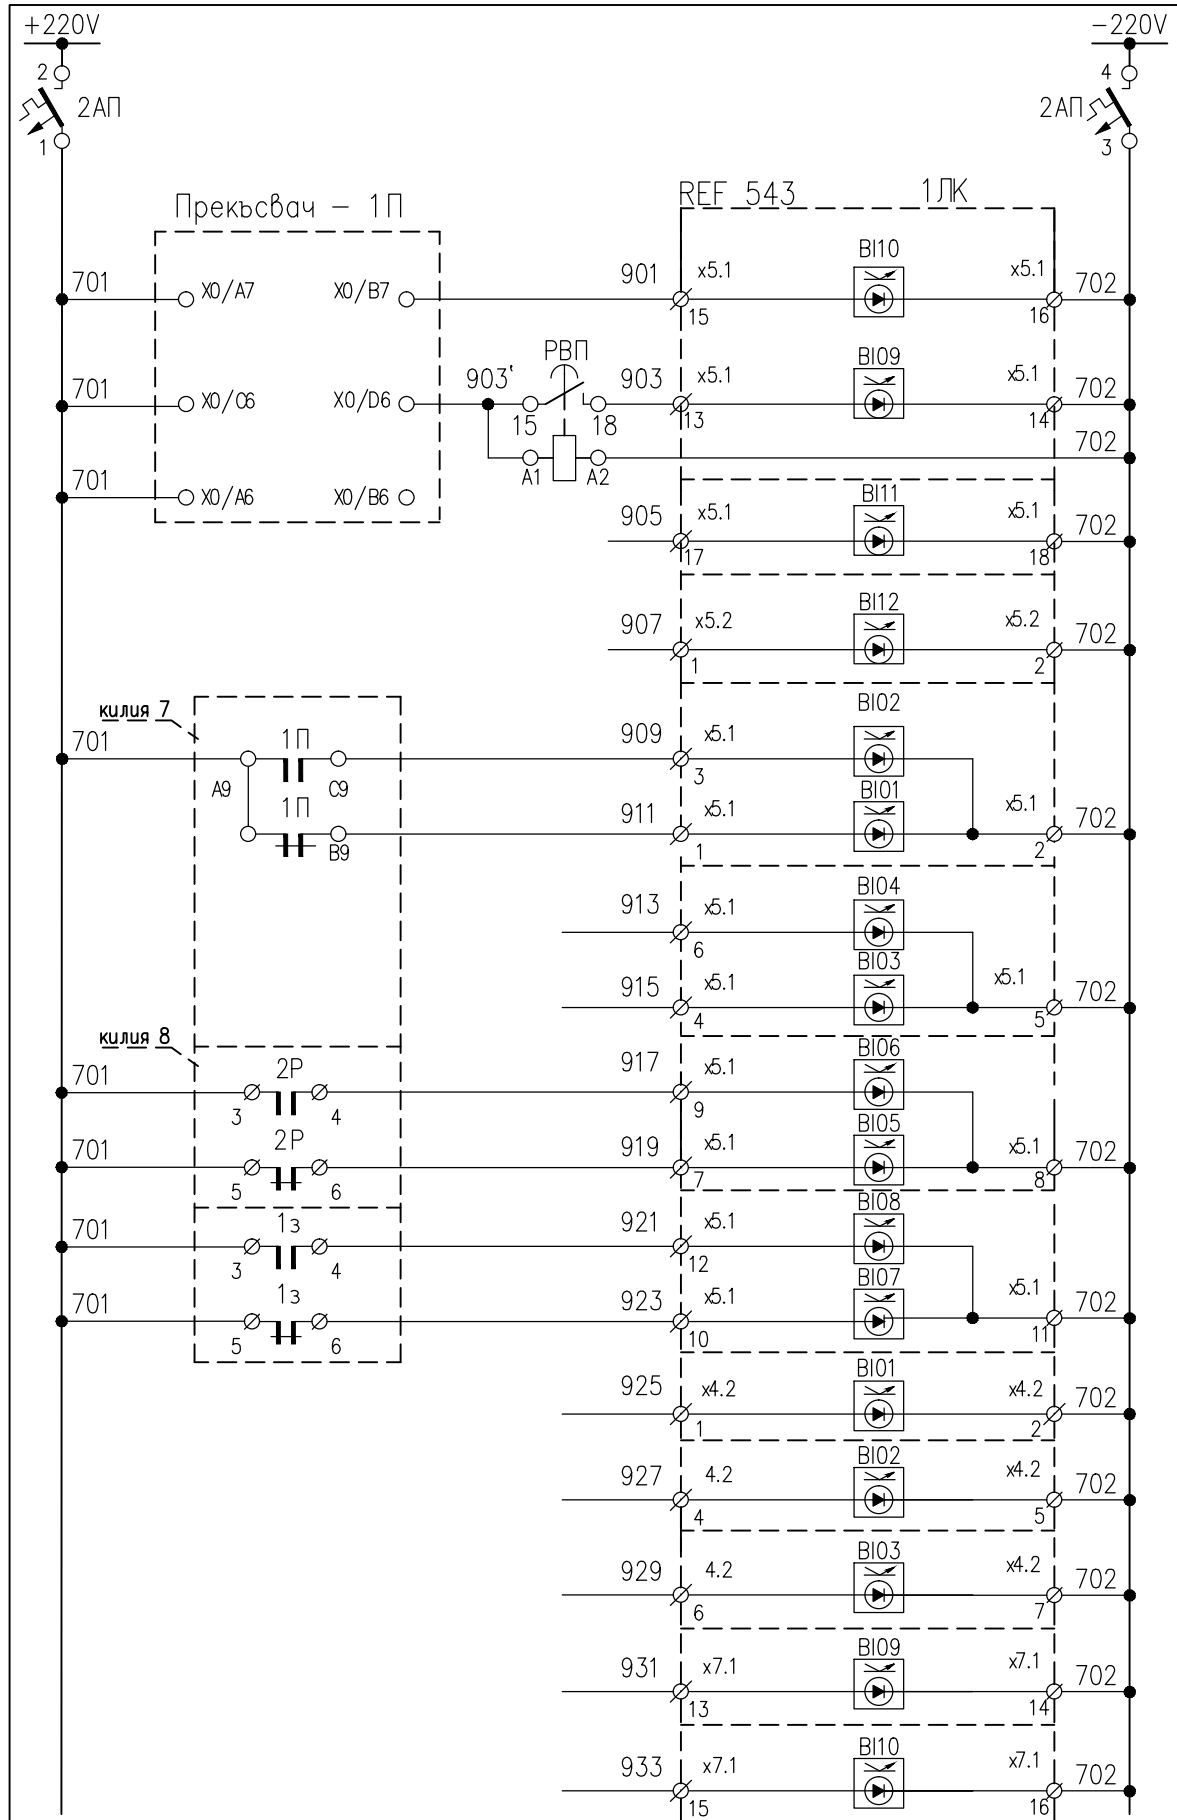 +220V
-220V
2
4
2АП
2АП
1
3
Прекъсвач - 1П
REF 543
1ЛК
BI10
701
X0/A7
X0/B7
901
x5.1
x5.1
702
15
16
РВП
BI09
701
X0/C6
X0/D6
903'
903
x5.1
x5.1
702
15
18
13
14
A1
A2
702
701
X0/A6
X0/B6
BI11
905
x5.1
x5.1
702
17
18
BI12
907
x5.2
x5.2
702
1
2
килия 7
BI02
701
1П
909
x5.1
A9
C9
3
1П
BI01
911
x5.1
x5.1
702
B9
1
2
BI04
913
x5.1
6
BI03
915
x5.1
x5.1
702
4
5
килия 8
BI06
701
2Р
917
x5.1
3
4
9
BI05
701
2Р
919
x5.1
x5.1
702
5
6
7
8
BI08
701
1з
921
x5.1
3
4
12
BI07
701
1з
923
x5.1
x5.1
702
5
6
10
11
BI01
925
x4.2
x4.2
702
1
2
BI02
927
4.2
x4.2
702
4
5
BI03
929
4.2
x4.2
702
6
7
BI09
931
x7.1
x7.1
702
13
14
BI10
933
x7.1
x7.1
702
15
16